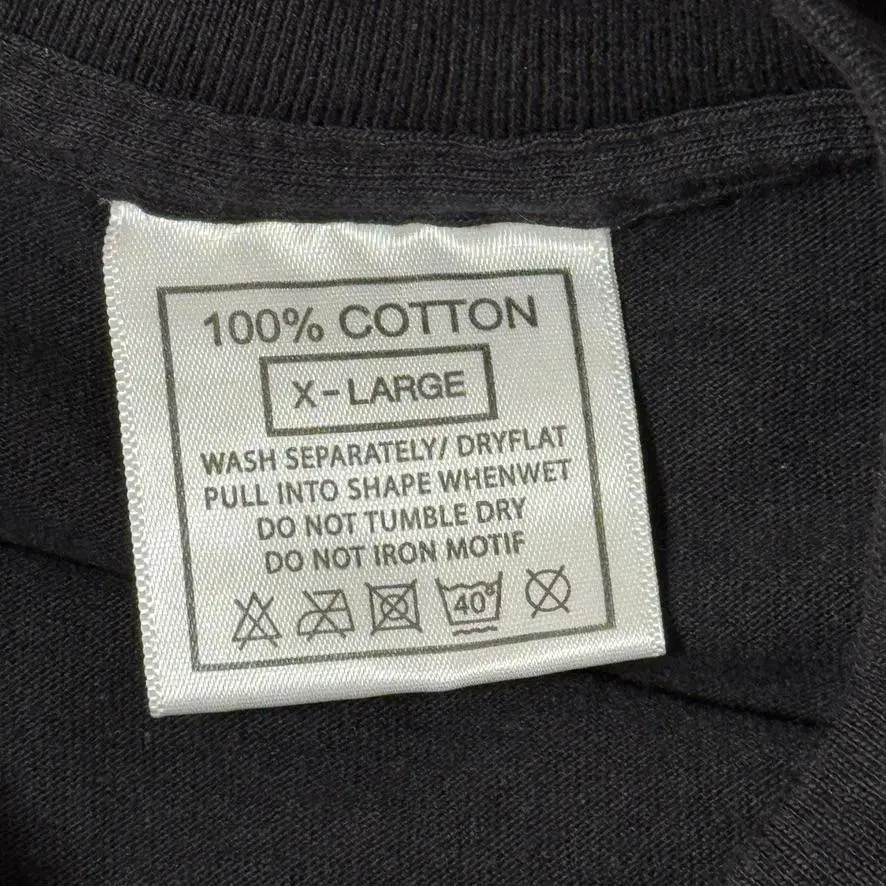 100% COTTON
X-LARGE
WASH SEPARATELY/ DRYFLAT
PULL INTO SHAPE WHENWET
DO NOT TUMBLE DRY
DO NOT IRON MOTIF
40°